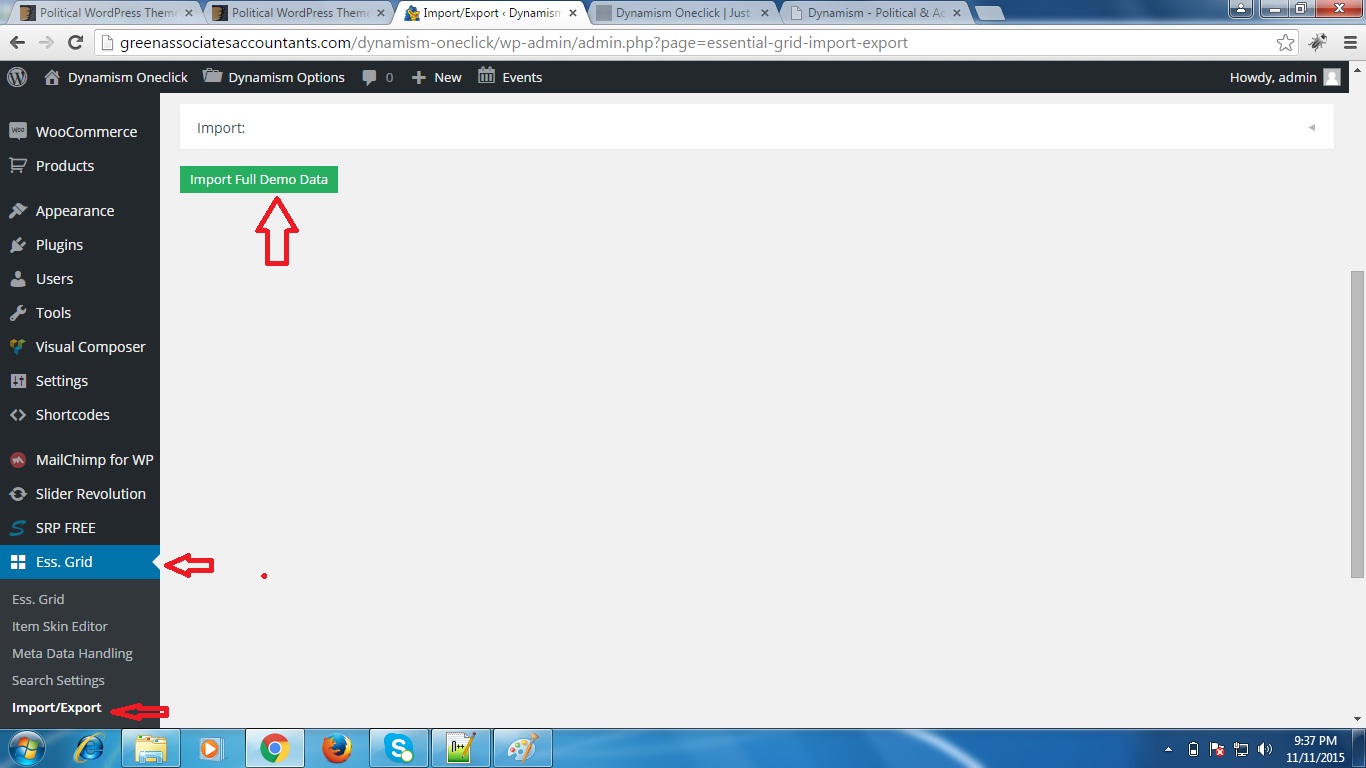 Political WordPress Theme
Political WordPress Theme
Import/Export ‹ Dynamism
Dynamism Oneclick | Just
Dynamism - Political & Ac
greenassociatesaccountants.com/dynamism-oneclick/wp-admin/admin.php?page=essential-grid-import-export
Dynamism Oneclick
Dynamism Options
0
New
Events
Howdy, admin
WooCommerce
Products
Appearance
Plugins
Users
Tools
Visual Composer
Settings
Shortcodes
MailChimp for WP
Slider Revolution
SRP FREE
Ess. Grid
Ess. Grid
Item Skin Editor
Meta Data Handling
Search Settings
Import/Export
Import:
Import Full Demo Data
9:37 PM
11/11/2015